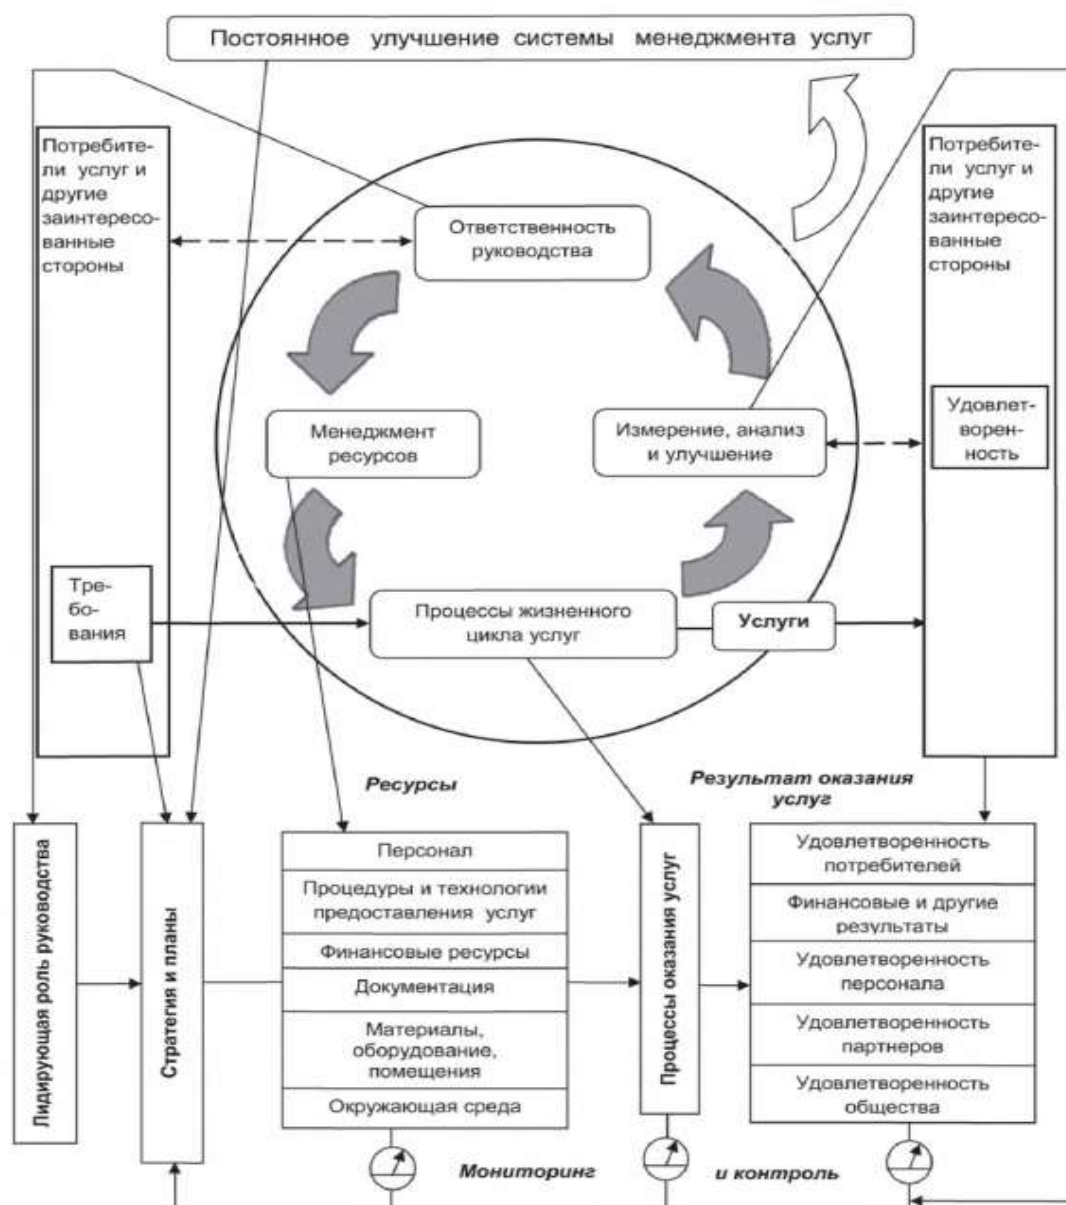 Постоянное улучшение системы менеджмента услуг
Потребите-
ли услуг и
другие
заинтересо-
ванные
стороны
Потребите-
ли услуг и
другие
заинтересо-
ванные
стороны
Ответственность
руководства
Менеджмент
ресурсов
Измерение, анализ
и улучшение
Удовлет-
ворен-
ность
Тре-
бо-
вания
Процессы жизненного
цикла услуг
Услуги
Ресурсы
Результат оказания
услуг
Лидирующая роль руководства
Стратегия и планы
Персонал
Процедуры и технологии
предоставления услуг
Финансовые ресурсы
Документация
Материалы,
оборудование,
помещения
Окружающая среда
Процессы оказания услуг
Удовлетворенность
потребителей
Финансовые и другие
результаты
Удовлетворенность
персонала
Удовлетворенность
партнеров
Удовлетворенность
общества
Мониторинг
и контроль